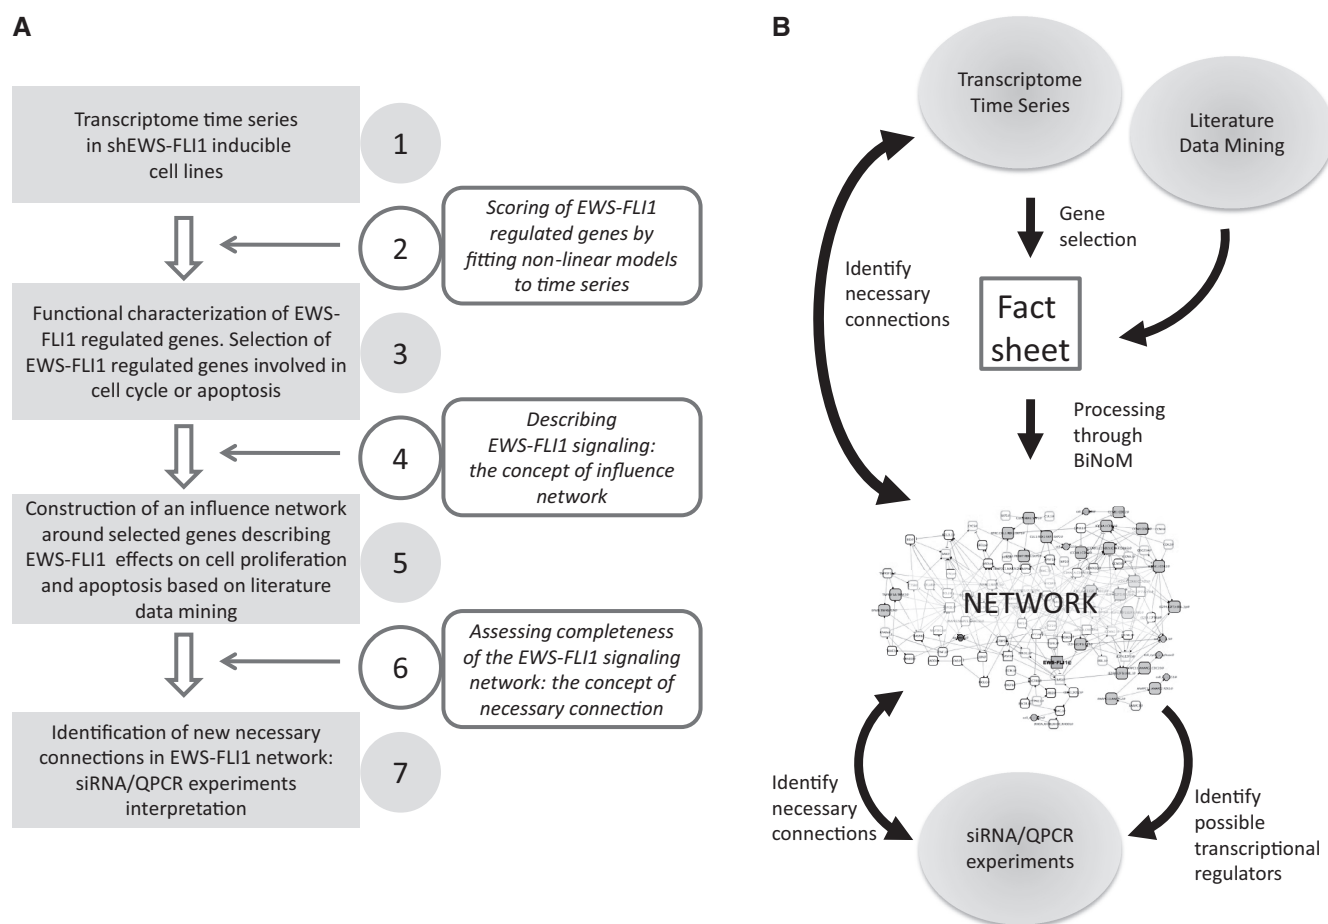 A
Transcriptome time series
in shEWS-FLI1 inducible
cell lines
1
2
Scoring of EWS-FLI1
regulated genes by
fitting non-linear models
to time series
Functional characterization of EWS-
FLI1 regulated genes. Selection of
EWS-FLI1 regulated genes involved in
cell cycle or apoptosis
3
4
Describing
EWS-FLI1 signaling:
the concept of influence
network
Construction of an influence network
around selected genes describing
EWS-FLI1 effects on cell proliferation
and apoptosis based on literature
data mining
5
6
Assessing completeness
of the EWS-FLI1 signaling
network: the concept of
necessary connection
Identification of new necessary
connections in EWS-FLI1 network:
siRNA/QPCR experiments
interpretation
7
B
Transcriptome
Time Series
Literature
Data Mining
Gene
selection
Identify
necessary
connections
Fact
sheet
Processing
through
BiNoM
NETWORK
Identify
necessary
connections
siRNA/QPCR
experiments
Identify
possible
transcriptional
regulators